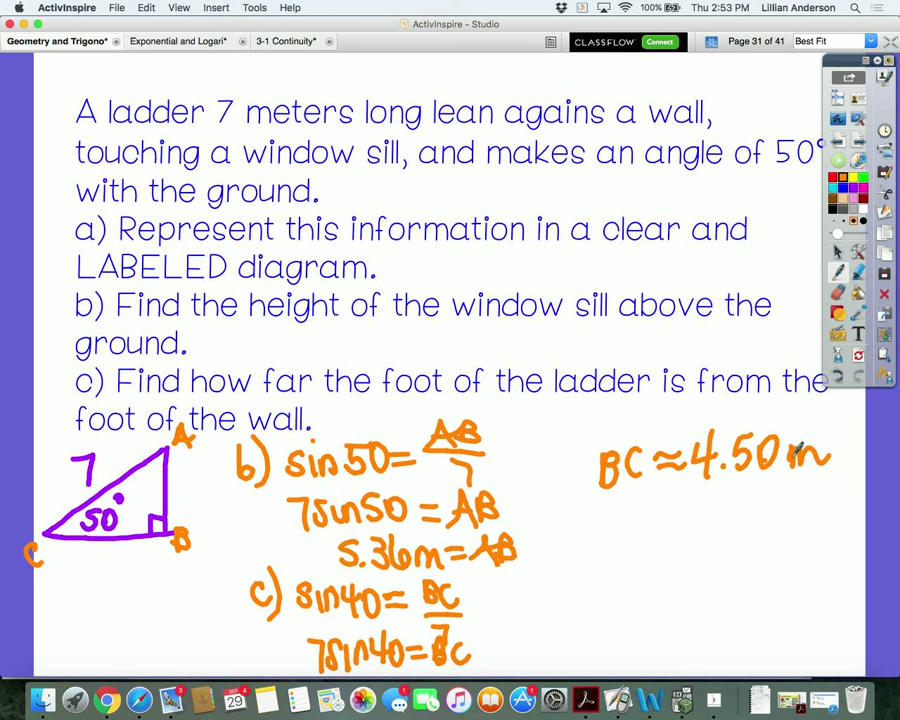 ActivInspire File Edit View Insert Tools Help 100% Thu 2:53 PM Lillian Anderson
ActivInspire - Studio
Geometry and Trigono* Exponential and Logari* 3-1 Continuity* CLASSFLOW Connect Page 31 of 41 Best Fit
A ladder 7 meters long lean agains a wall,
touching a window sill, and makes an angle of 50°
with the ground.
a) Represent this information in a clear and
LABELED diagram.
b) Find the height of the window sill above the
ground.
c) Find how far the foot of the ladder is from the
foot of the wall.
A
7
50°
B
C
b) sin50 = AB
7
7sin50 = AB
5.36m = AB
c) sin40 = BC
7
7sin40 = BC
BC ≈ 4.50 m
SEP
29